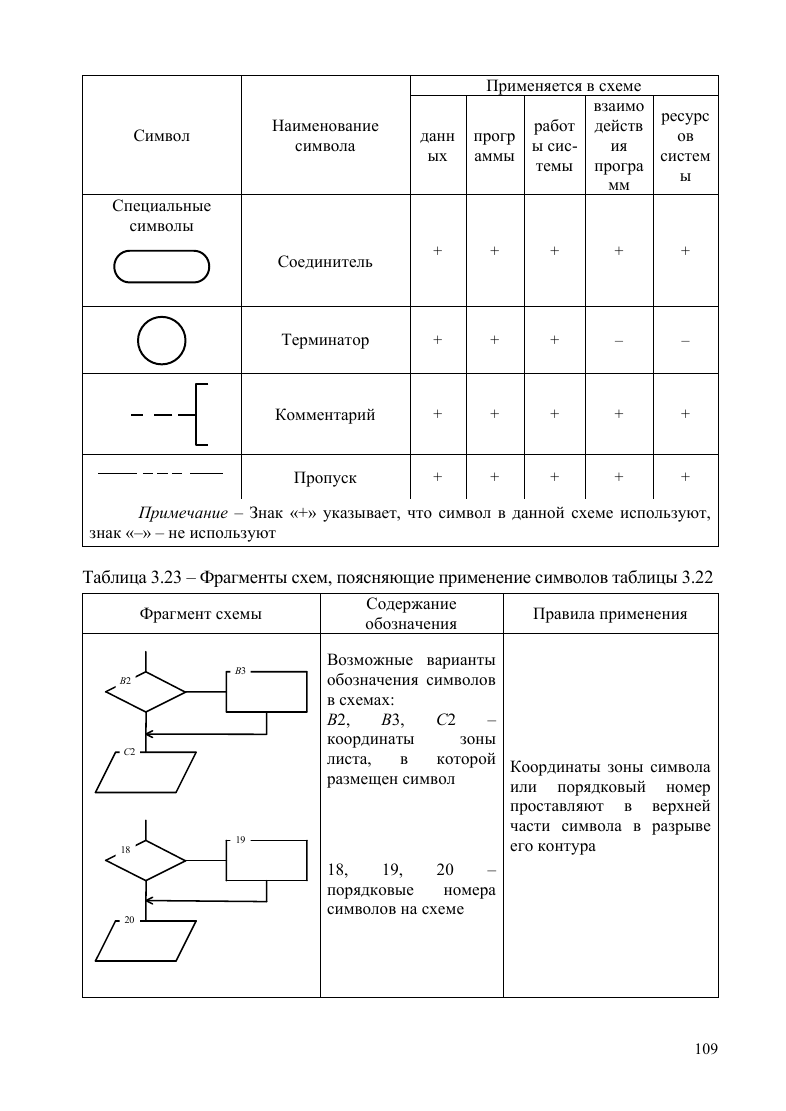 Применяется в схеме
Символ
Наименование
символа
данн
ых
прогр
аммы
работ
ы сис-
темы
взаимо
действ
ия
програ
мм
ресурс
ов
систем
ы
Специальные
символы
Соединитель
+ + + + +
Терминатор
+ + + – –
Комментарий
+ + + + +
Пропуск
+ + + + +
Примечание – Знак «+» указывает, что символ в данной схеме используют,
знак «–» – не используют
Таблица 3.23 – Фрагменты схем, поясняющие применение символов таблицы 3.22
Фрагмент схемы
Содержание
обозначения
Правила применения
B2
B3
C2
18
19
20
Возможные варианты
обозначения символов
в схемах:
B2, B3, C2 –
координаты зоны
листа, в которой
размещен символ
18, 19, 20 –
порядковые номера
символов на схеме
Координаты зоны символа
или порядковый номер
проставляют в верхней
части символа в разрыве
его контура
109